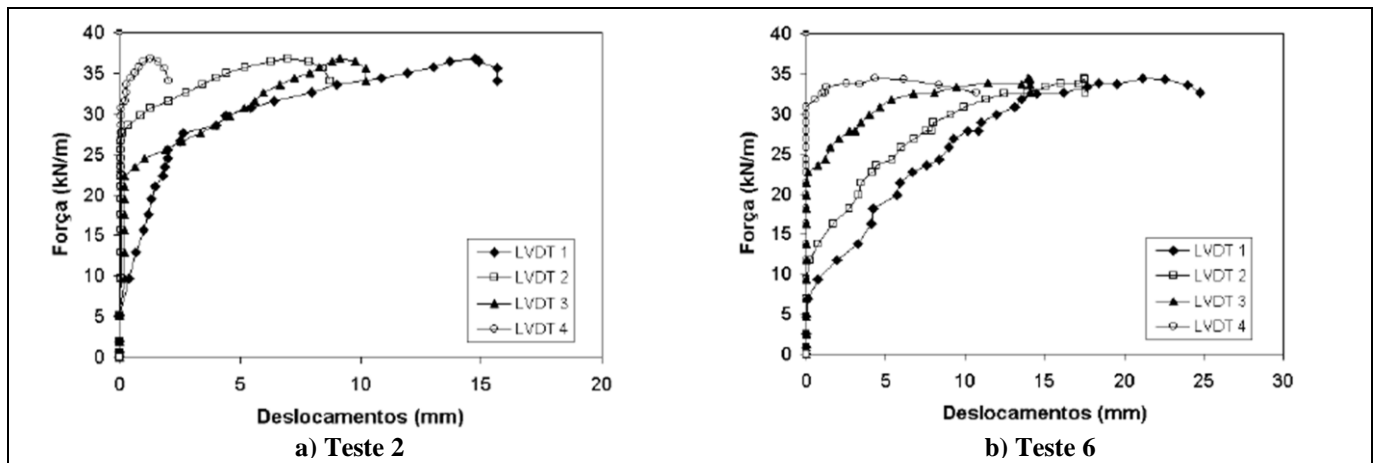 40
35
30
25
20
15
10
5
0
Força (kN/m)
LVDT 1
LVDT 2
LVDT 3
LVDT 4
0 5 10 15 20
Deslocamentos (mm)
a) Teste 2
40
35
30
25
20
15
10
5
0
Força (kN/m)
LVDT 1
LVDT 2
LVDT 3
LVDT 4
0 5 10 15 20 25 30
Deslocamentos (mm)
b) Teste 6